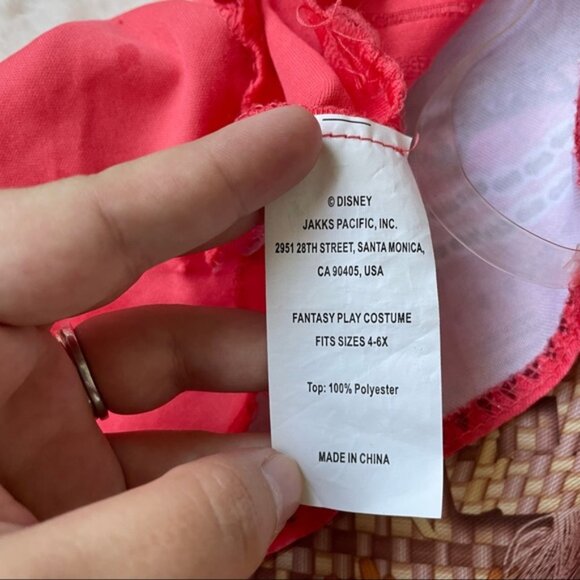 © DISNEY
JAKKS PACIFIC, INC.
2951 28TH STREET, SANTA MONICA,
CA 90405, USA
FANTASY PLAY COSTUME
FITS SIZES 4-6X
Top: 100% Polyester
MADE IN CHINA